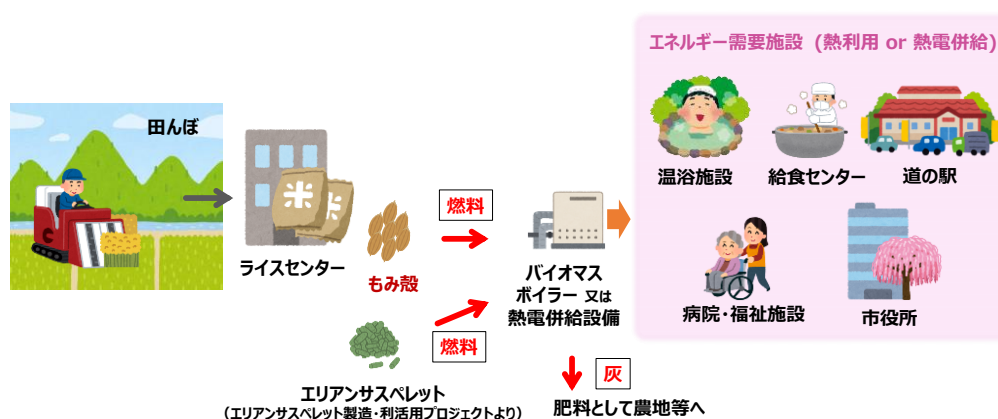 エネルギー需要施設 (熱利用 or 熱電併給)
田んぼ
米
ライスセンター
もみ殻
燃料
燃料
エリアンサスペレット
(エリアンサスペレット製造・利活用プロジェクトより)
バイオマス
ボイラー 又は
熱電併給設備
灰
肥料として農地等へ
温浴施設
給食センター
道の駅
病院・福祉施設
市役所